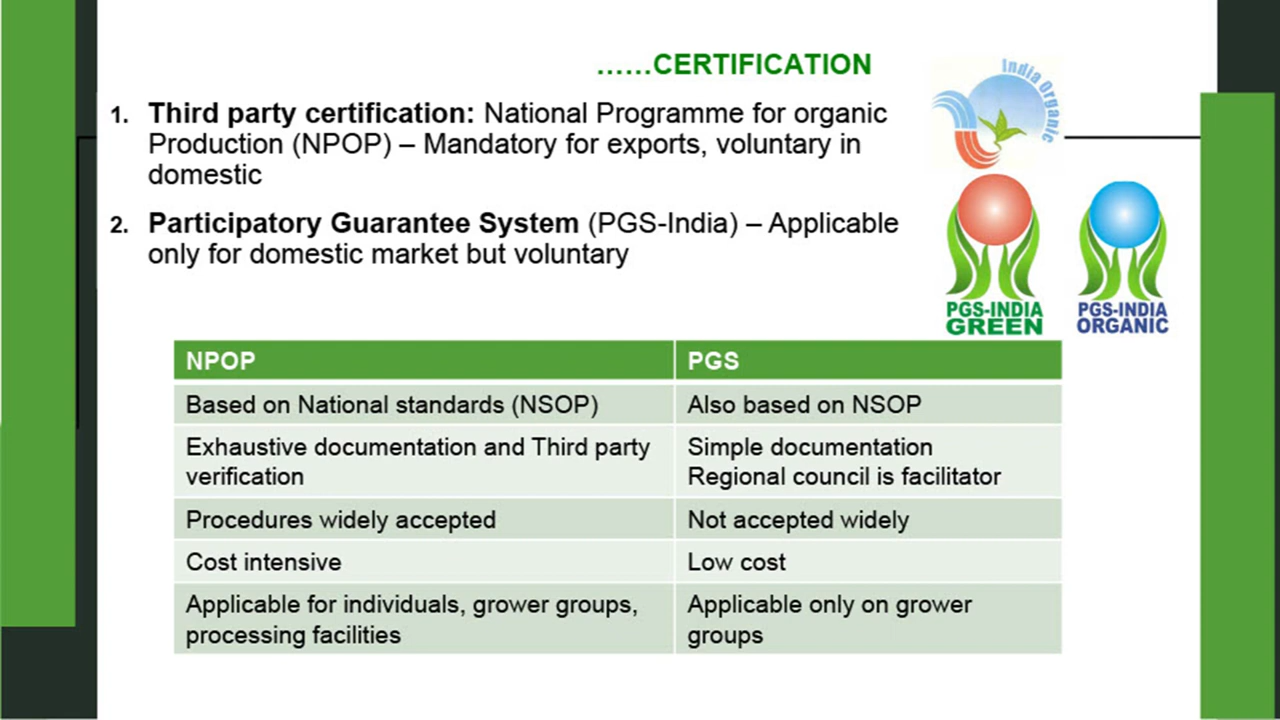 ......CERTIFICATION
India Organic
1. Third party certification: National Programme for organic
Production (NPOP) – Mandatory for exports, voluntary in
domestic
2. Participatory Guarantee System (PGS-India) – Applicable
only for domestic market but voluntary
PGS-INDIA
GREEN
PGS-INDIA
ORGANIC
NPOP PGS
Based on National standards (NSOP) Also based on NSOP
Exhaustive documentation and Third party Simple documentation
verification Regional council is facilitator
Procedures widely accepted Not accepted widely
Cost intensive Low cost
Applicable for individuals, grower groups, Applicable only on grower
processing facilities groups